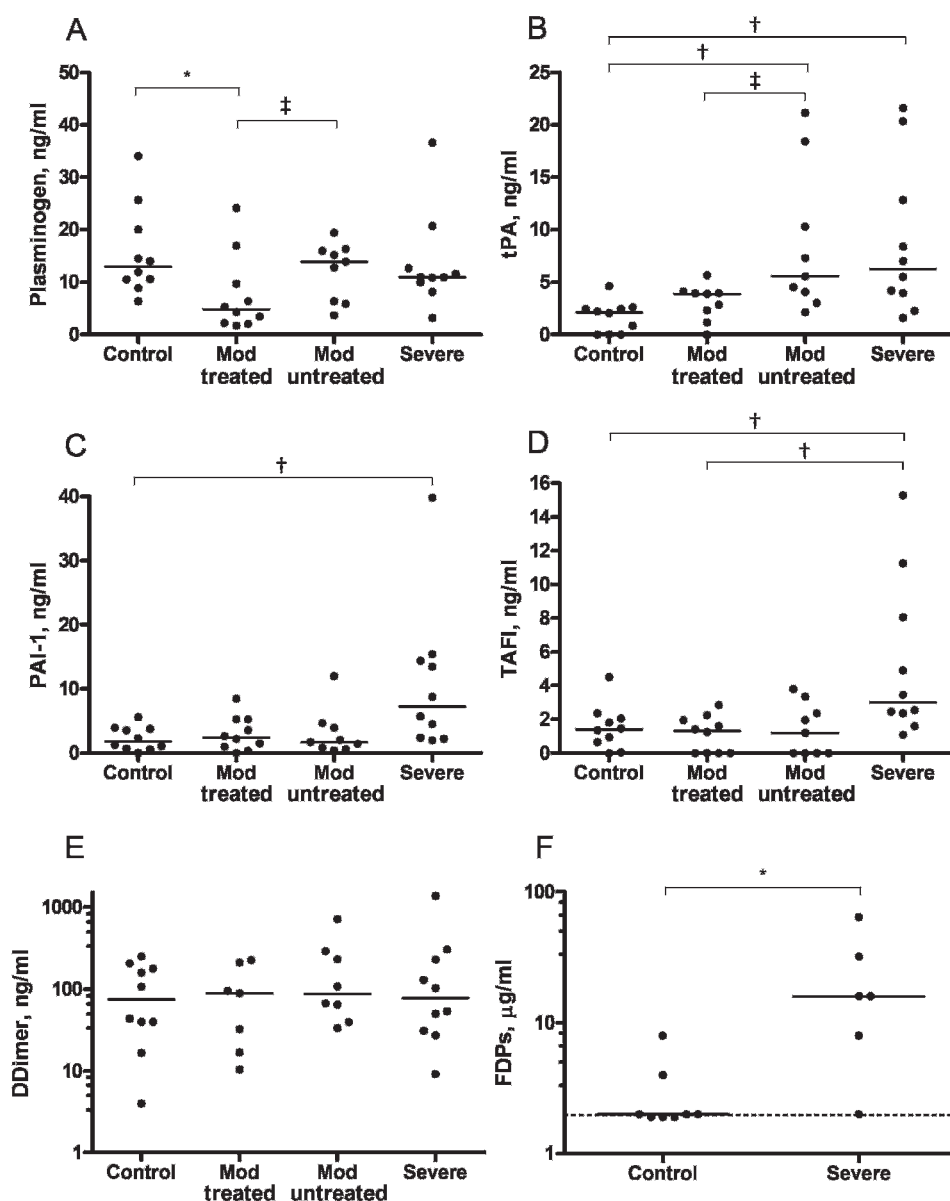 A
Plasminogen, ng/ml
50
40
30
20
10
0
*
‡
Control
Mod treated
Mod untreated
Severe
B
tPA, ng/ml
25
20
15
10
5
0
†
†
‡
Control
Mod treated
Mod untreated
Severe
C
PAI-1, ng/ml
40
30
20
10
0
†
Control
Mod treated
Mod untreated
Severe
D
TAFI, ng/ml
16
14
12
10
8
6
4
2
0
†
†
Control
Mod treated
Mod untreated
Severe
E
DDimer, ng/ml
1000
100
10
1
Control
Mod treated
Mod untreated
Severe
F
FDPs, µg/ml
100
10
1
*
Control
Severe